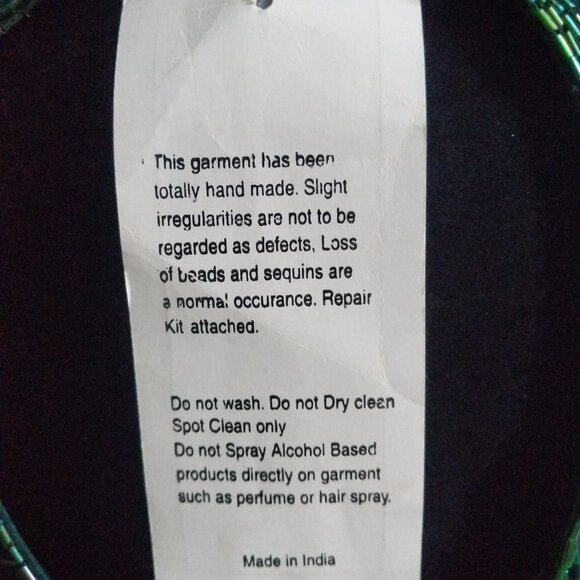 This garment has been
totally hand made. Slight
irregularities are not to be
regarded as defects, Loss
of beads and sequins are
a normal occurance. Repair
Kit attached.
Do not wash. Do not Dry clean
Spot Clean only
Do not Spray Alcohol Based
products directly on garment
such as perfume or hair spray.
Made in India